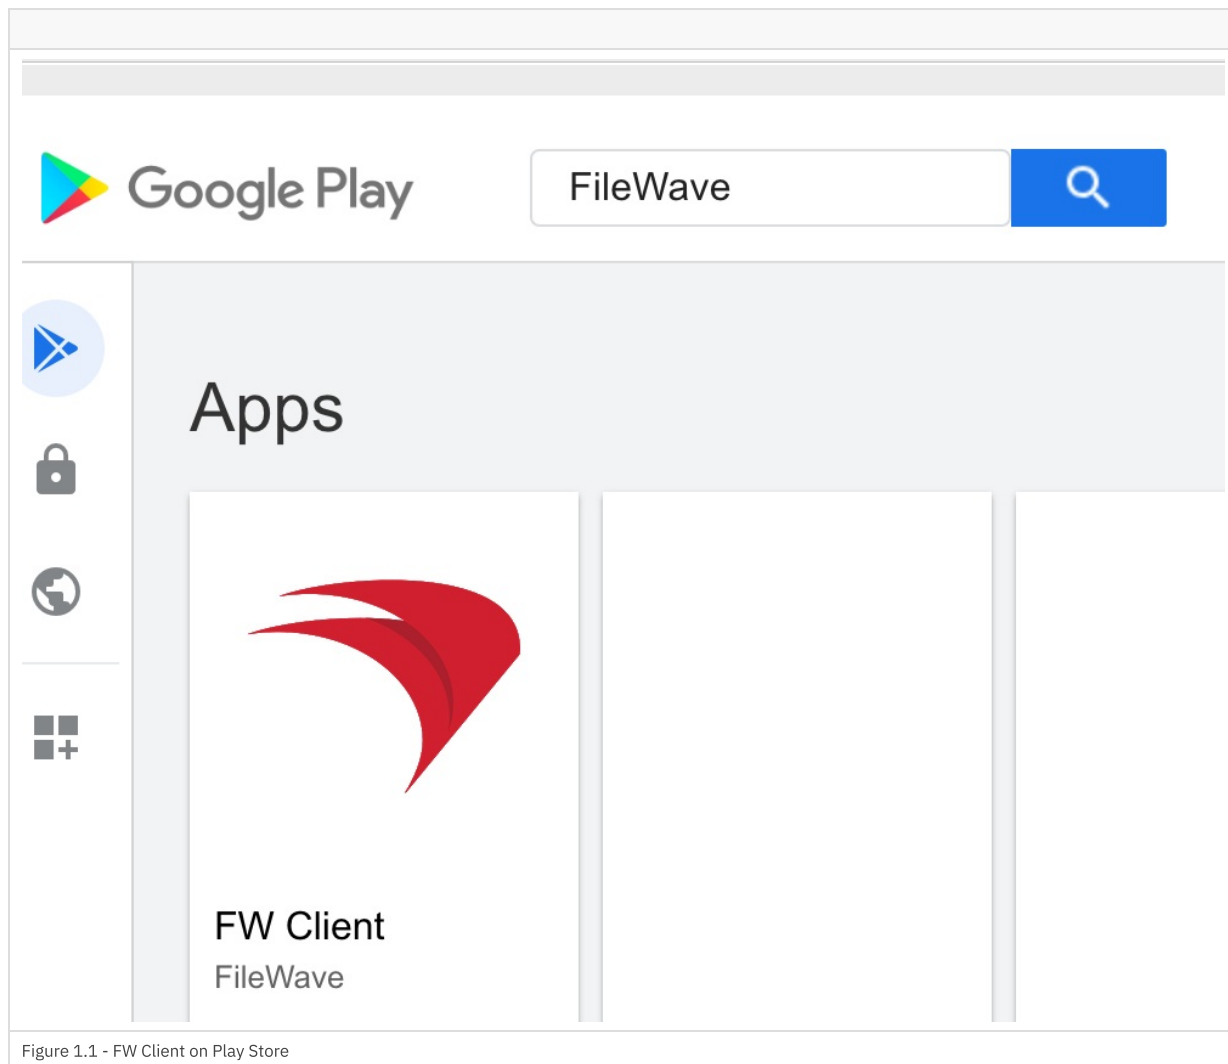 Google Play
FileWave
Apps
FW Client
FileWave
Figure 1.1 - FW Client on Play Store